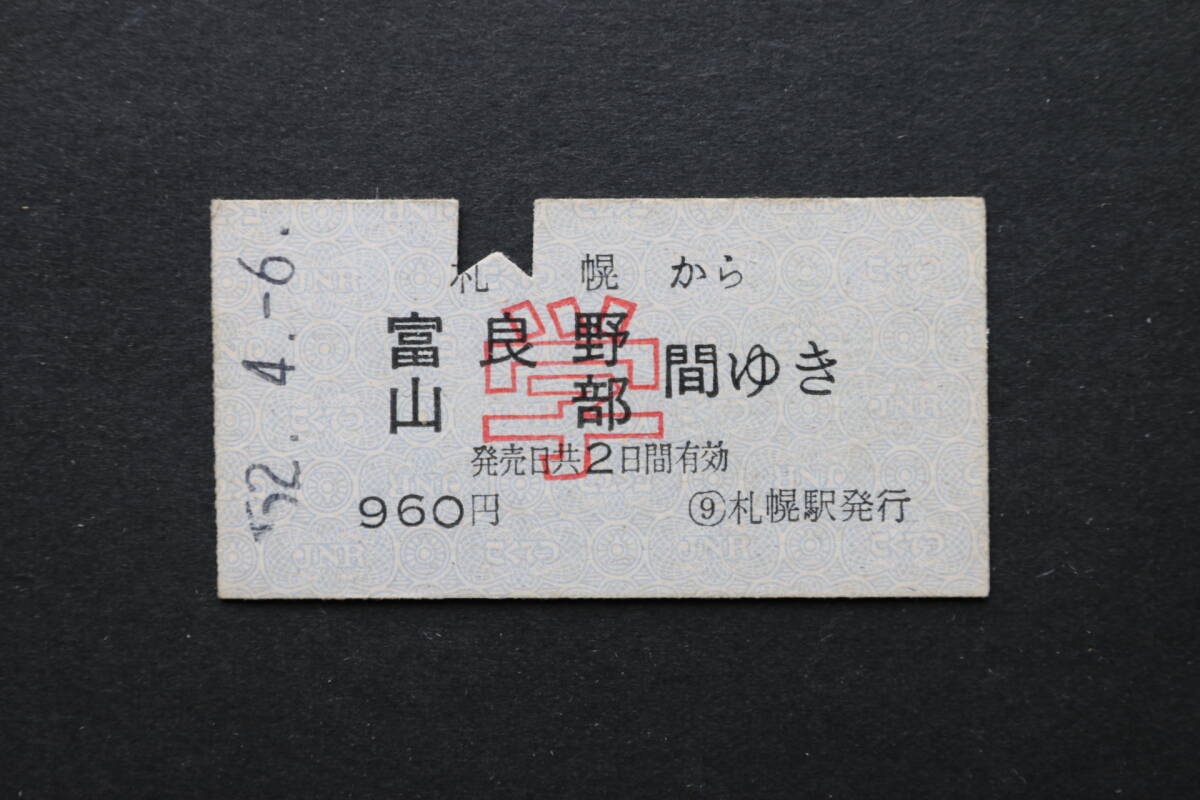 札幌から
富良野
山部
間ゆき
学
発売日共2日間有効
960円
⑨札幌駅発行
52.4.-6.